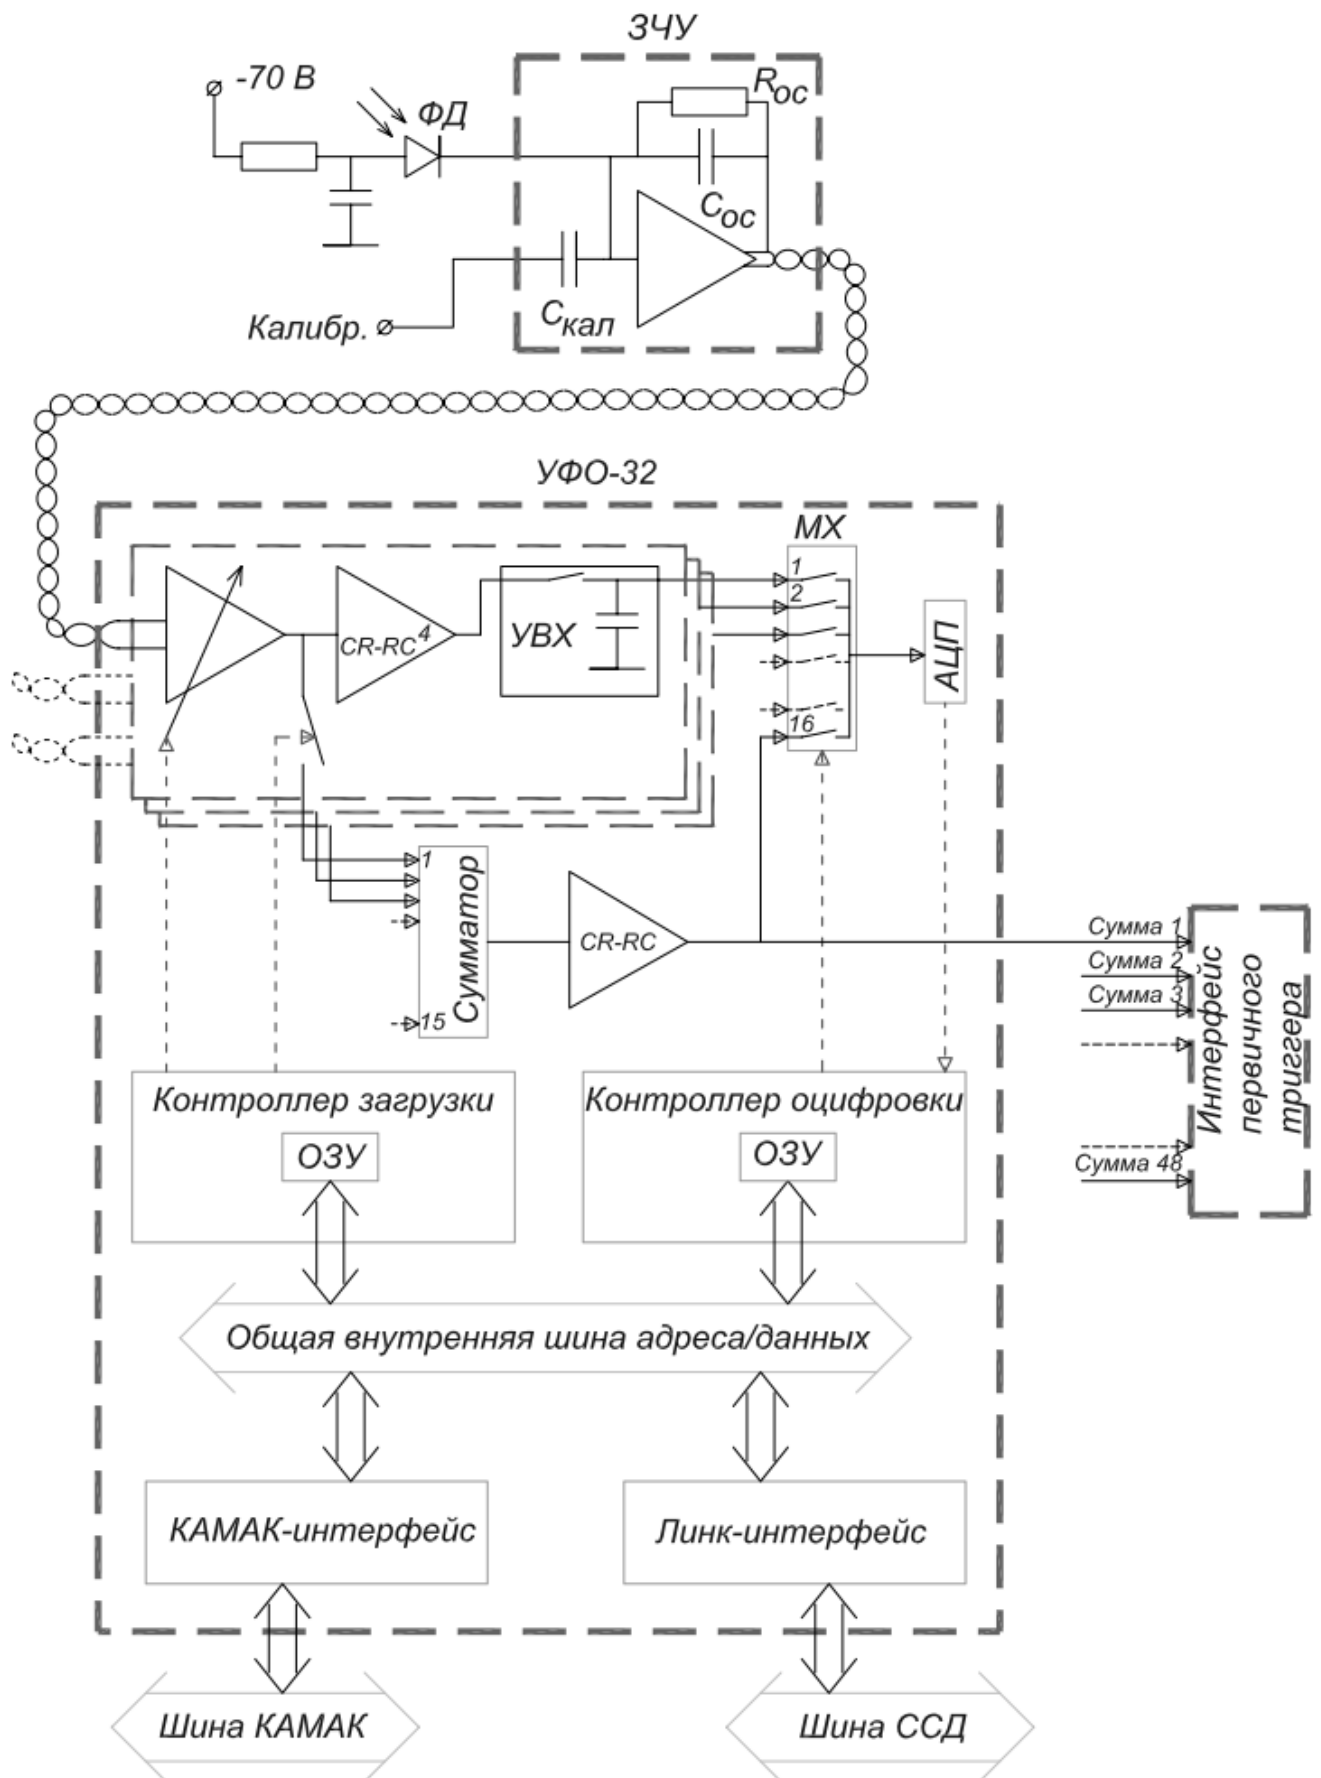 ЗЧУ
-70 В
ФД
Rос
Cос
Cкал
Калибр.
УФО-32
МХ
1
2
16
CR-RC⁴
УВХ
АЦП
1
15
Сумматор
CR-RC
Сумма 1
Сумма 2
Сумма 3
Сумма 48
Интерфейс
первичного
триггера
Контроллер загрузки
ОЗУ
Контроллер оцифровки
ОЗУ
Общая внутренняя шина адреса/данных
КАМАК-интерфейс
Линк-интерфейс
Шина КАМАК
Шина ССД